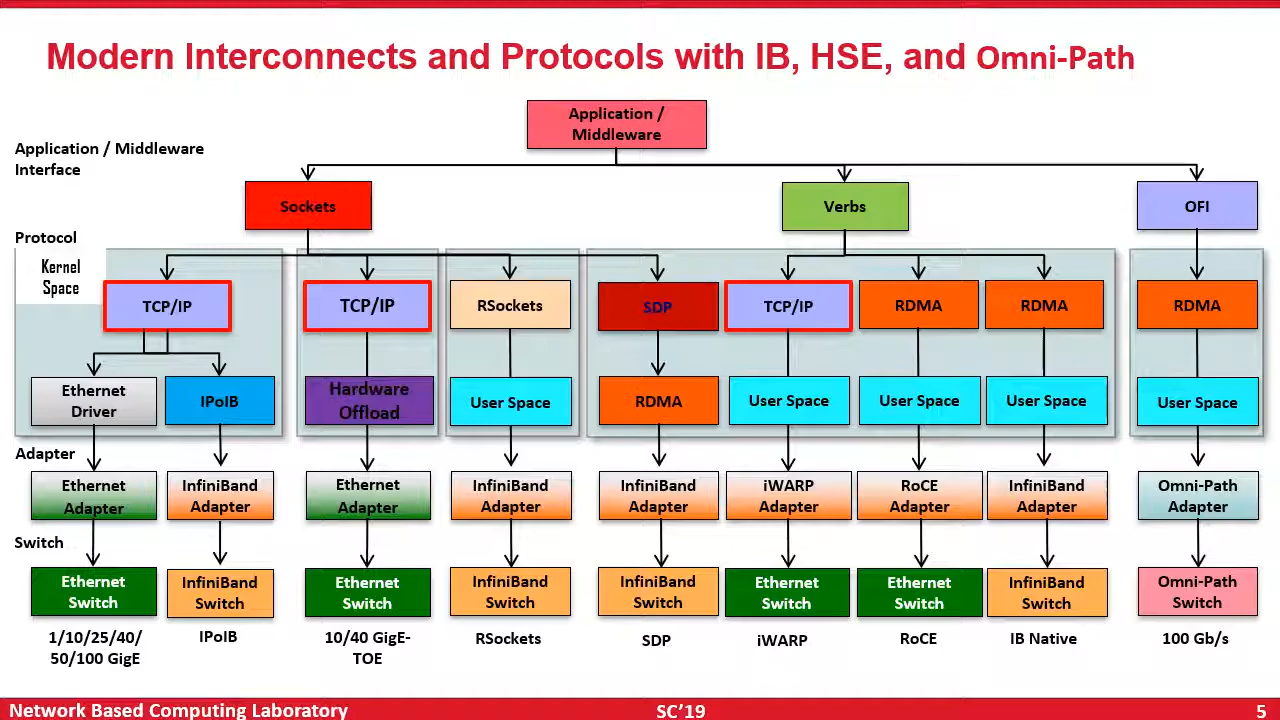 Modern Interconnects and Protocols with IB, HSE, and Omni-Path
Application /
Middleware
Application / Middleware
Interface
Sockets
Verbs
OFI
Protocol
Kernel
Space
TCP/IP
TCP/IP
RSockets
SDP
TCP/IP
RDMA
RDMA
RDMA
Ethernet
Driver
IPoIB
Hardware
Offload
User Space
RDMA
User Space
User Space
User Space
User Space
Adapter
Ethernet
Adapter
InfiniBand
Adapter
Ethernet
Adapter
InfiniBand
Adapter
InfiniBand
Adapter
iWARP
Adapter
RoCE
Adapter
InfiniBand
Adapter
Omni-Path
Adapter
Switch
Ethernet
Switch
InfiniBand
Switch
Ethernet
Switch
InfiniBand
Switch
InfiniBand
Switch
Ethernet
Switch
Ethernet
Switch
InfiniBand
Switch
Omni-Path
Switch
1/10/25/40/
50/100 GigE
IPoIB
10/40 GigE-
TOE
RSockets
SDP
iWARP
RoCE
IB Native
100 Gb/s
Network Based Computing Laboratory
SC’19
5